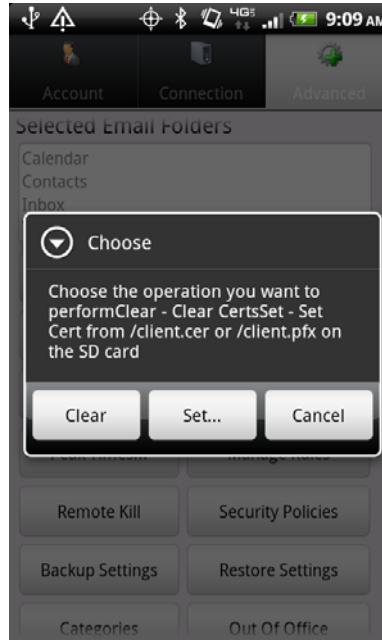 4G
9:09 AM
Account Connection Advanced
Selected Email Folders
Calendar
Contacts
Inbox
Choose
Choose the operation you want to
performClear - Clear CertsSet - Set
Cert from /client.cer or /client.pfx on
the SD card
Clear Set... Cancel
Remote Kill Security Policies
Backup Settings Restore Settings
Categories Out Of Office